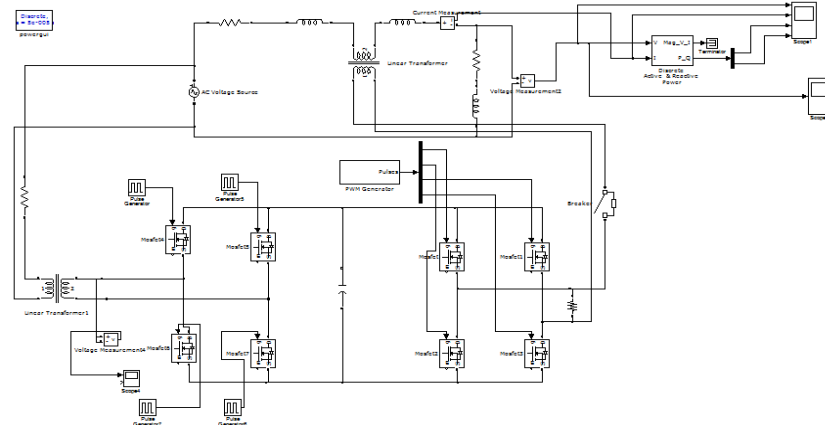 Discrete,
= 5e-005
powergui
Current Measurement
Linear Transformer
AC Voltage Source
Voltage Measurement2
V
I
Mag_V_I
P_Q
Terminator
Discrete
Active & Reactive
Power
Scope1
Scope
Pulses
PWM Generator
Pulse
Generator
Pulse
Generator5
Breaker
Mosfet4
Mosfet5
Mosfet
Mosfet1
Linear Transformer1
Voltage Measurement4
Scope4
Mosfet6
Mosfet7
Mosfet2
Mosfet3
Pulse
Pulse